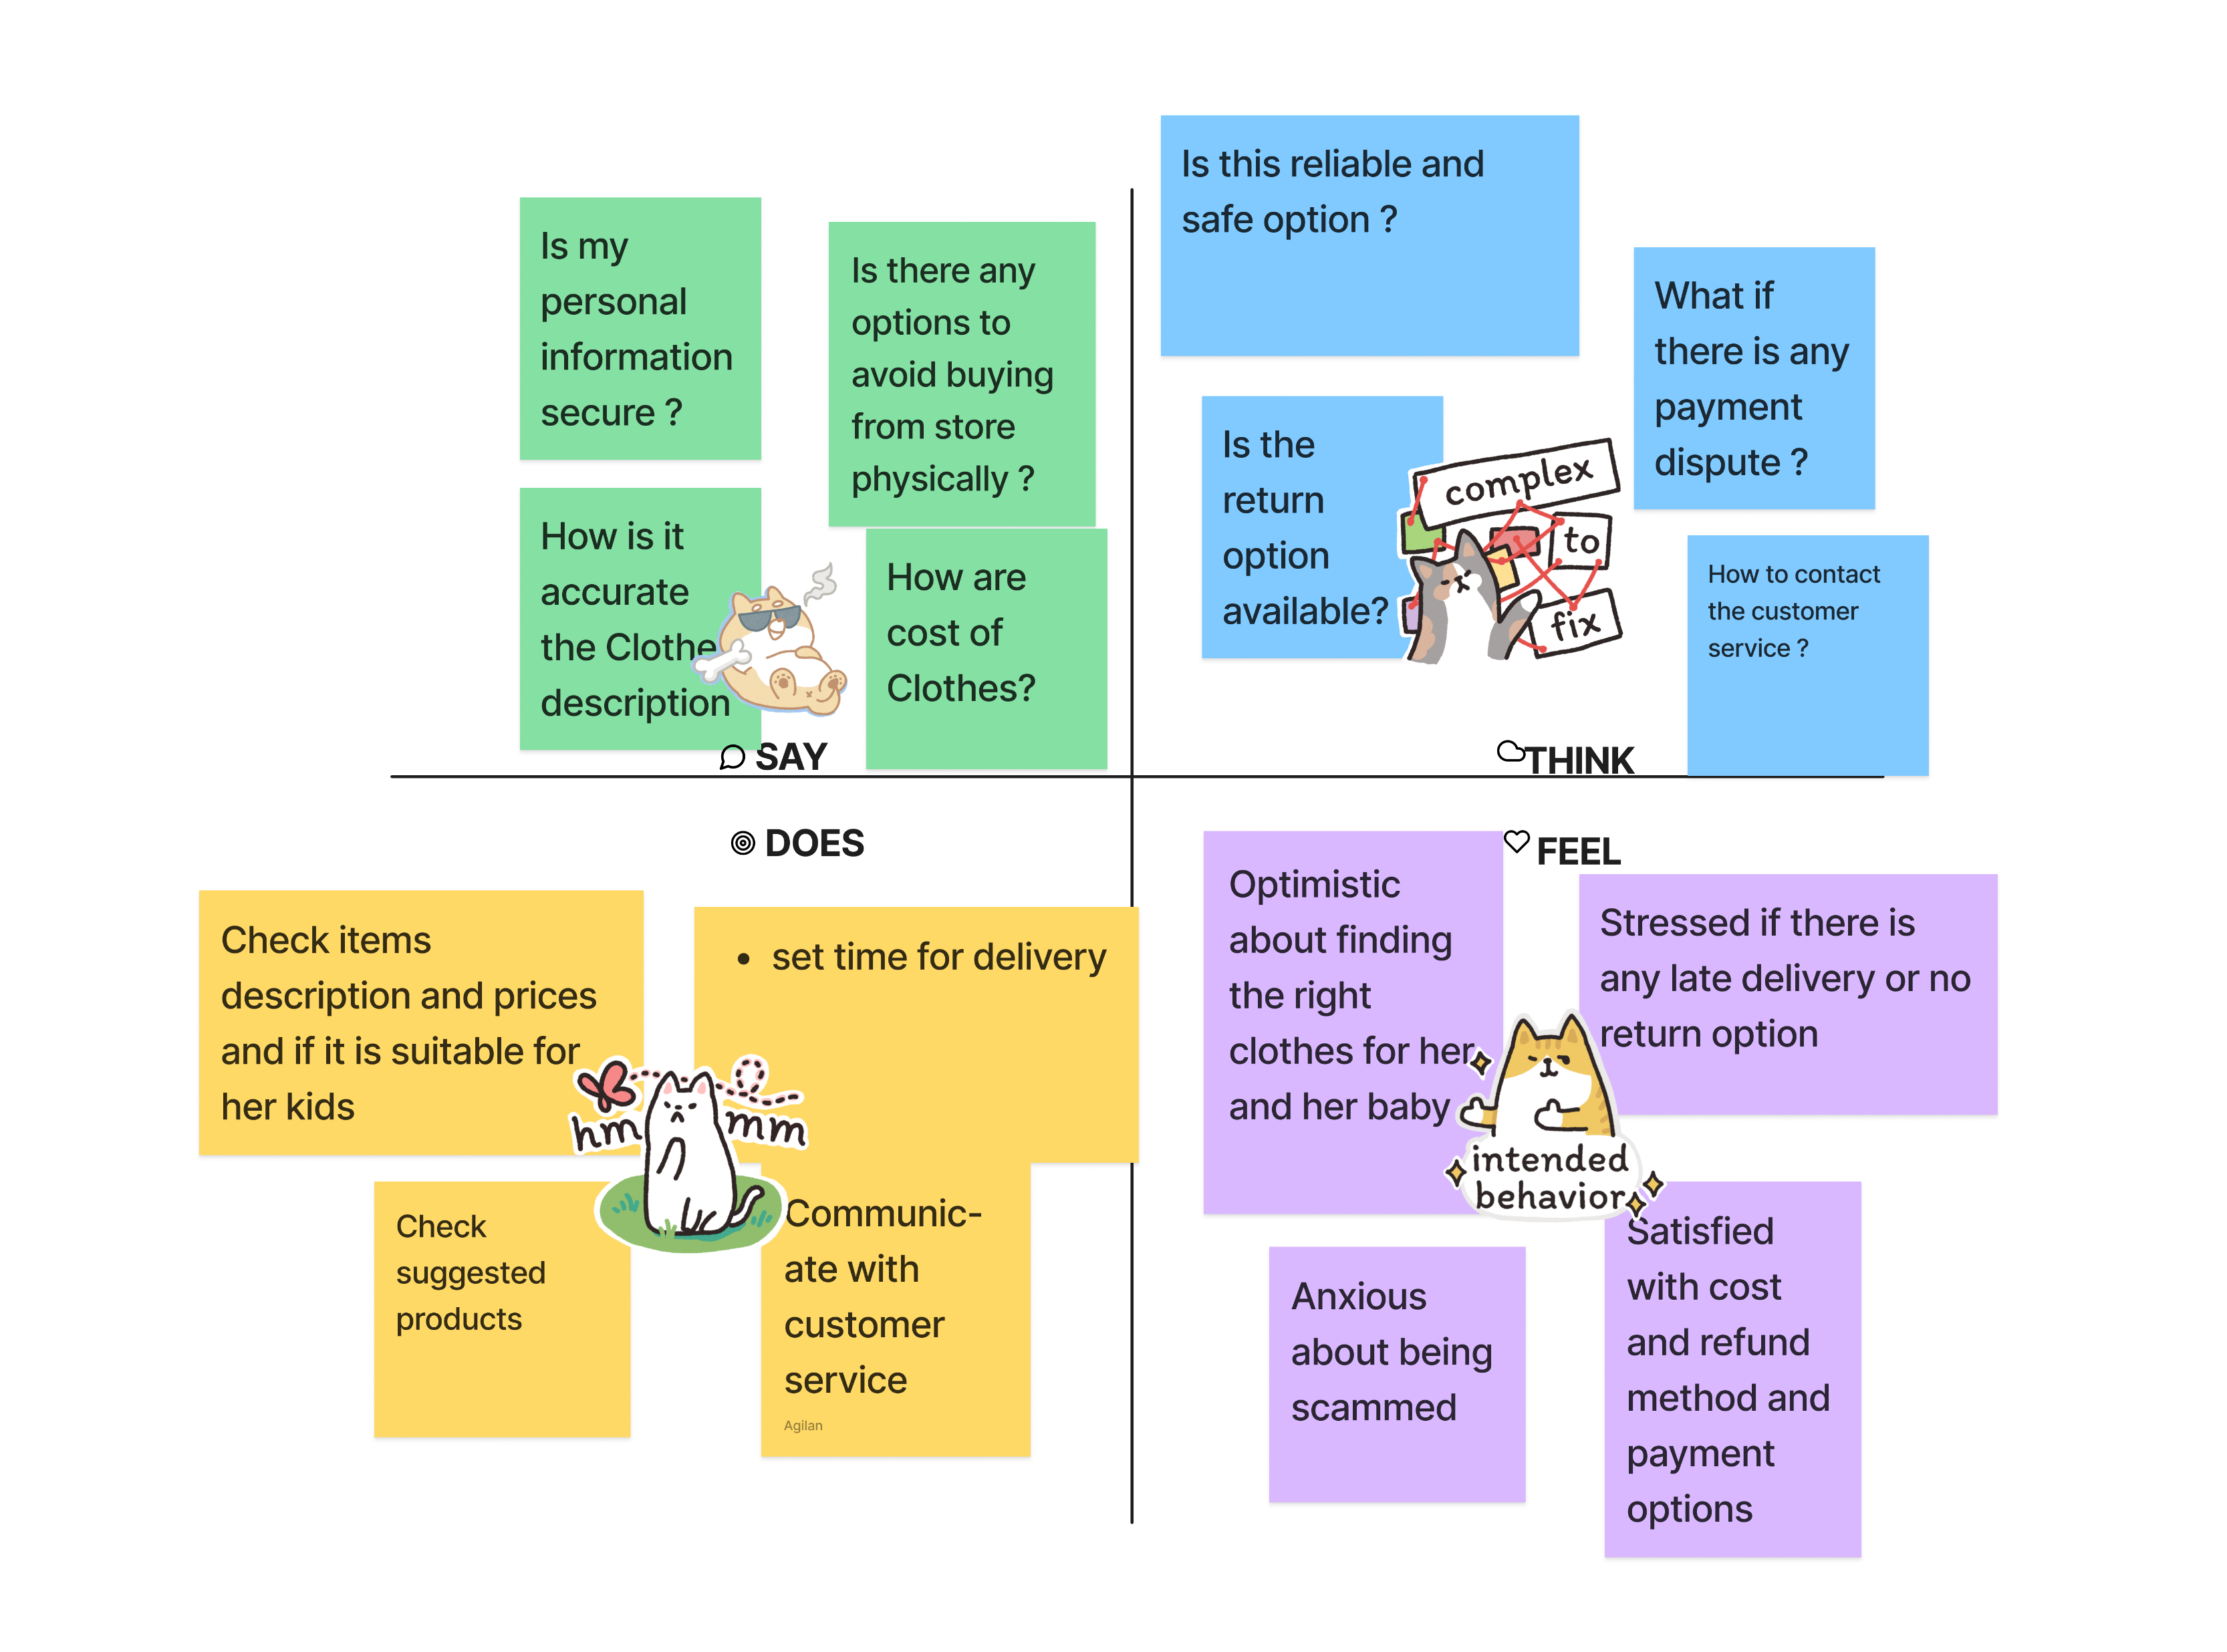 Is my
personal
information
secure ?
Is there any
options to
avoid buying
from store
physically ?
How is it
accurate
the Clothe
description
How are
cost of
Clothes?
SAY
Is this reliable and
safe option ?
What if
there is any
payment
dispute ?
Is the
return
option
available?
complex
to
fix
How to contact
the customer
service ?
THINK
DOES
Check items
description and prices
and if it is suitable for
her kids
• set time for delivery
hm mm
Check
suggested
products
Communic-
ate with
customer
service
Agilan
FEEL
Optimistic
about finding
the right
clothes for her
and her baby
Stressed if there is
any late delivery or no
return option
intended
behavior
Anxious
about being
scammed
Satisfied
with cost
and refund
method and
payment
options